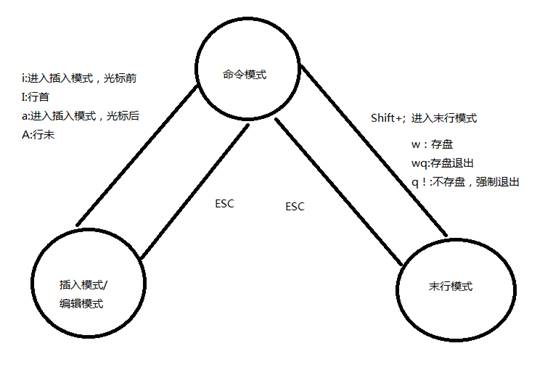 命令模式
i:进入插入模式，光标前
I:行首
a:进入插入模式，光标后
A:行未
Shift+; 进入末行模式
w：存盘
wq:存盘退出
q！:不存盘，强制退出
ESC
ESC
插入模式/
编辑模式
末行模式